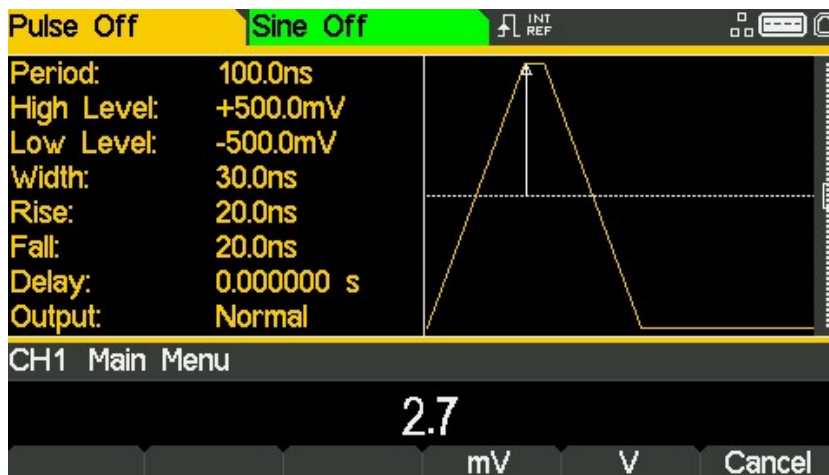 Pulse Off Sine Off INT
REF
Period: 100.0ns
High Level: +500.0mV
Low Level: -500.0mV
Width: 30.0ns
Rise: 20.0ns
Fall: 20.0ns
Delay: 0.000000 s
Output: Normal
CH1 Main Menu
2.7
mV V Cancel